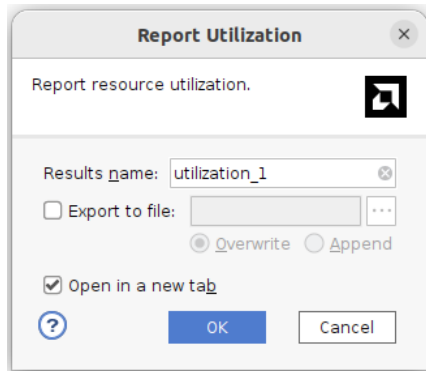 Report Utilization
Report resource utilization.
Results name: utilization_1
Export to file: ...
Overwrite Append
Open in a new tab
? OK Cancel